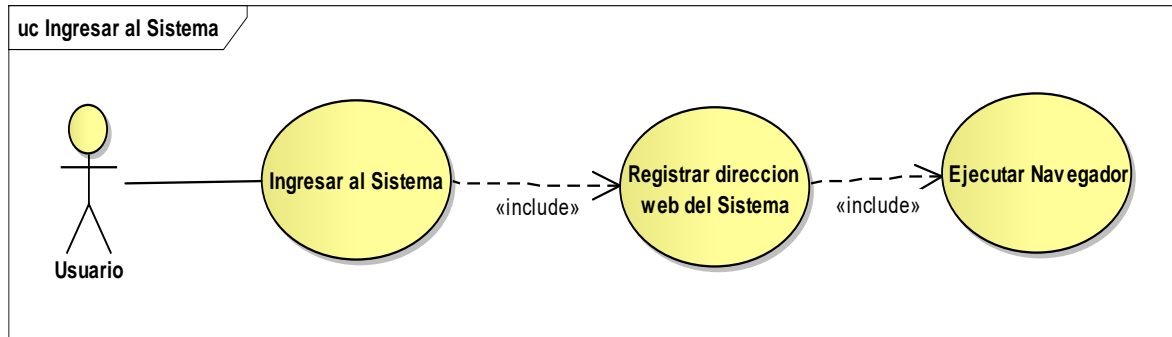 uc Ingresar al Sistema
Usuario
Ingresar al Sistema
«include»
Registrar direccion
web del Sistema
«include»
Ejecutar Navegador